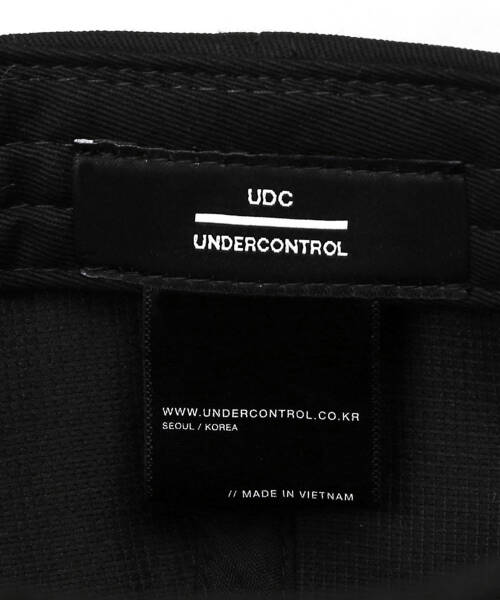 UDC
UNDERCONTROL
WWW.UNDERCONTROL.CO.KR
SEOUL / KOREA
// MADE IN VIETNAM